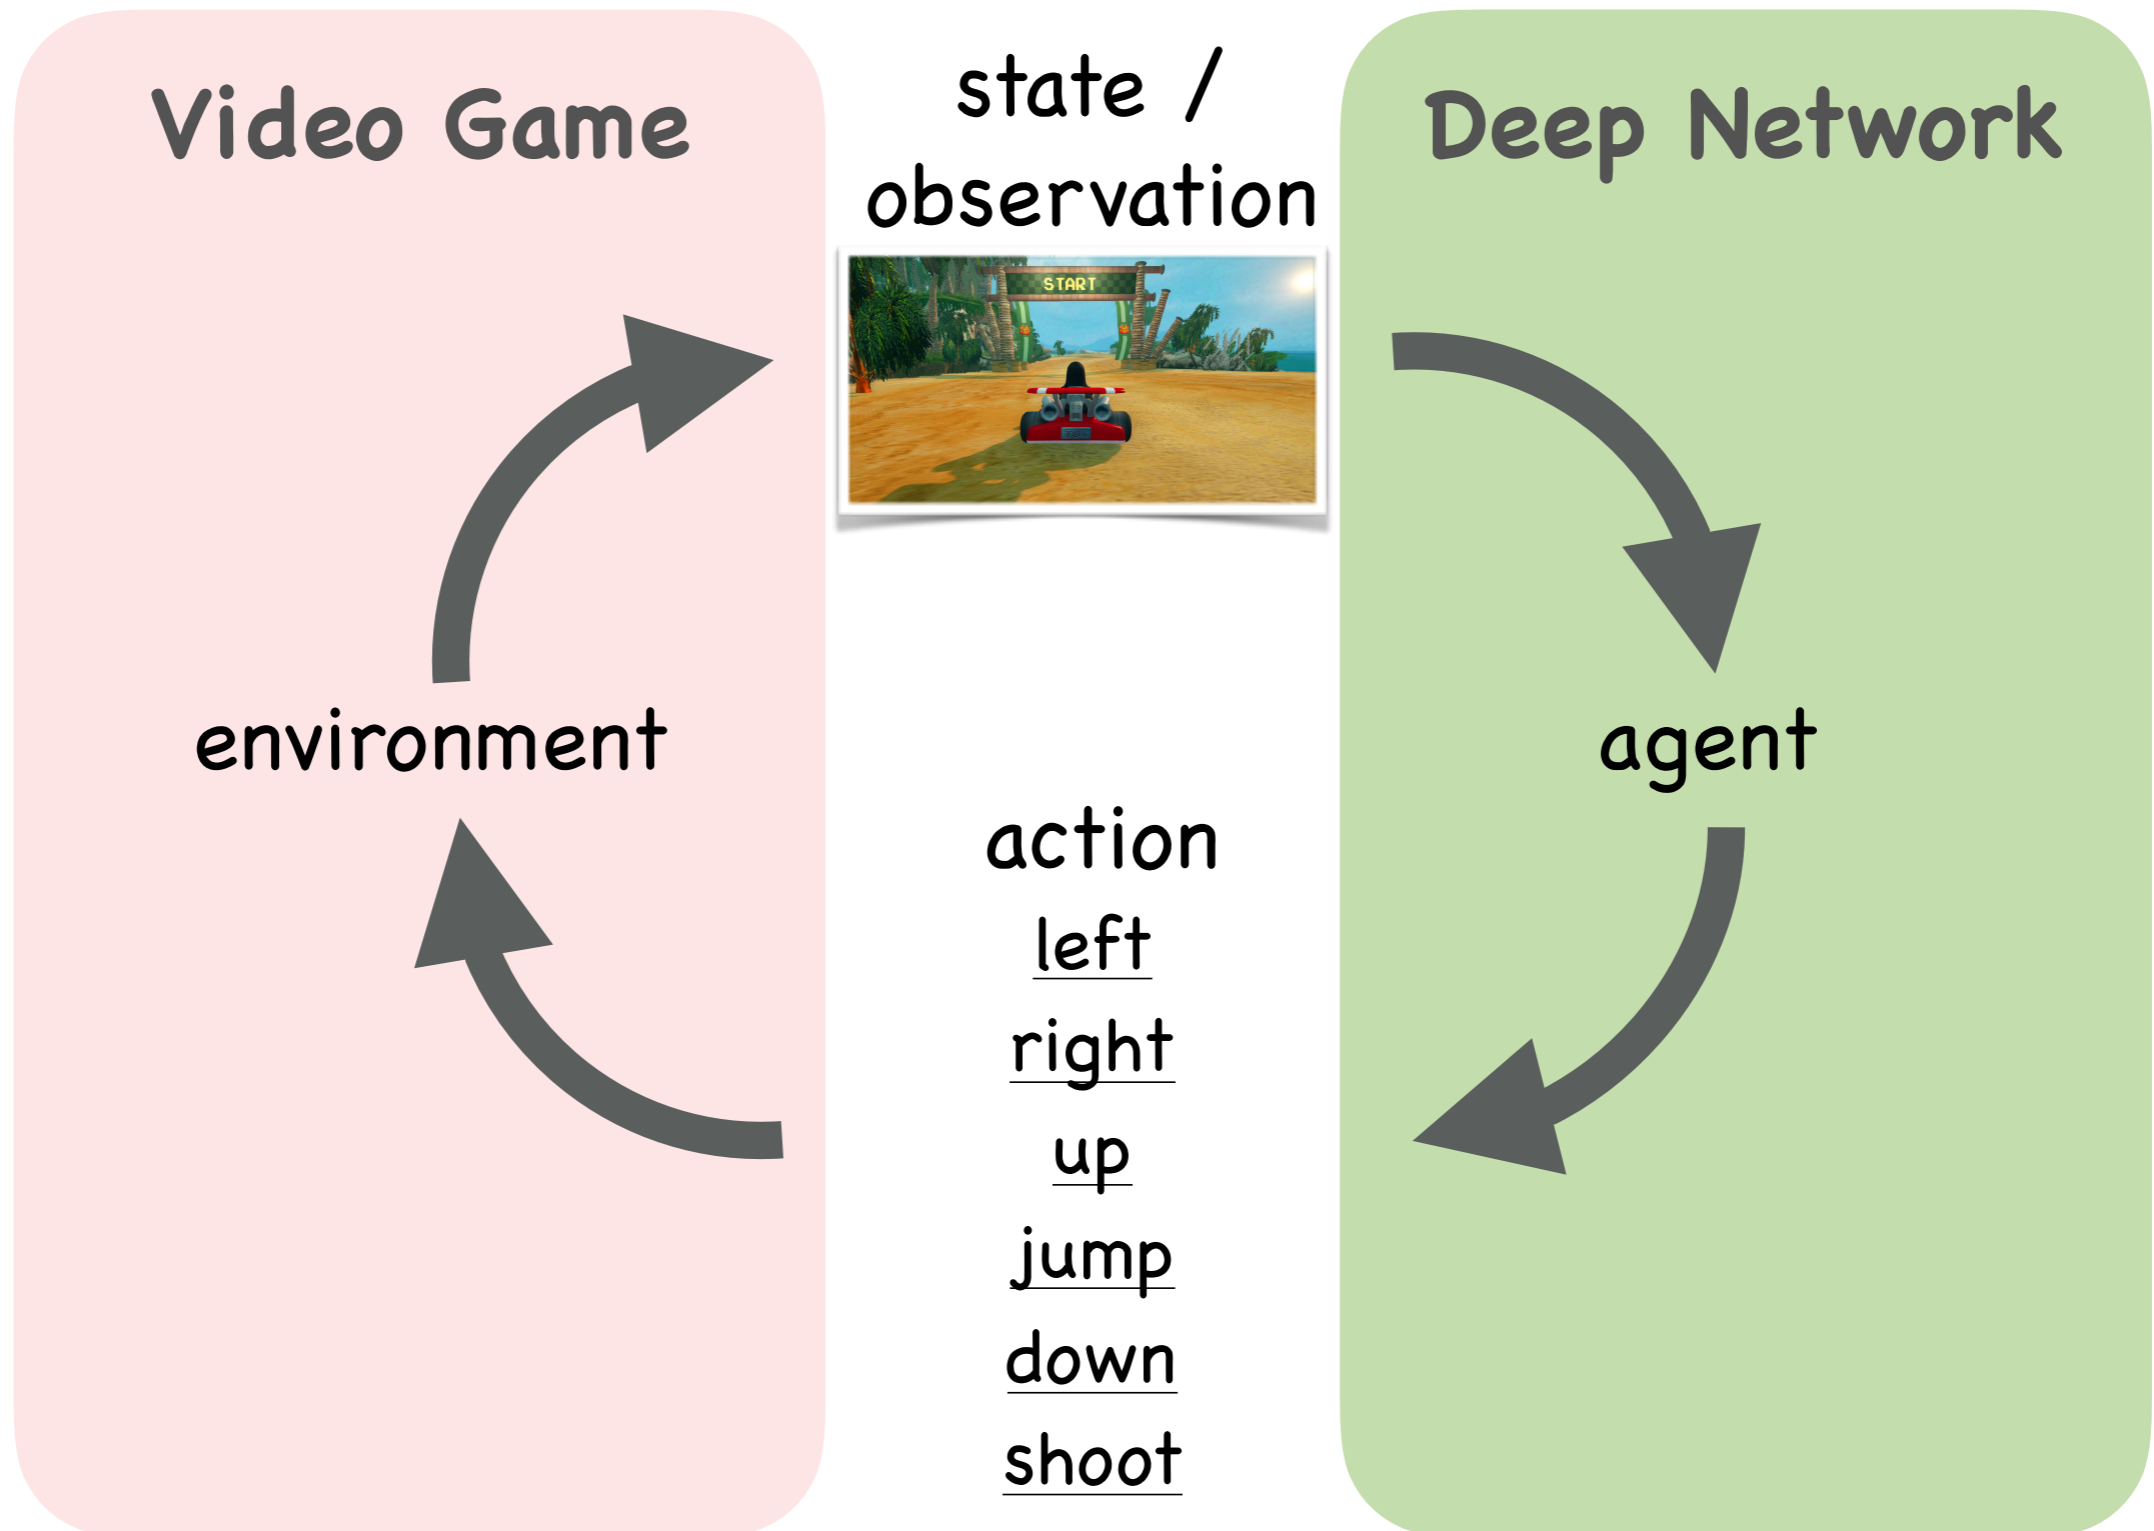 Video Game
state /
observation
Deep Network
START
environment
agent
action
left
right
up
jump
down
shoot